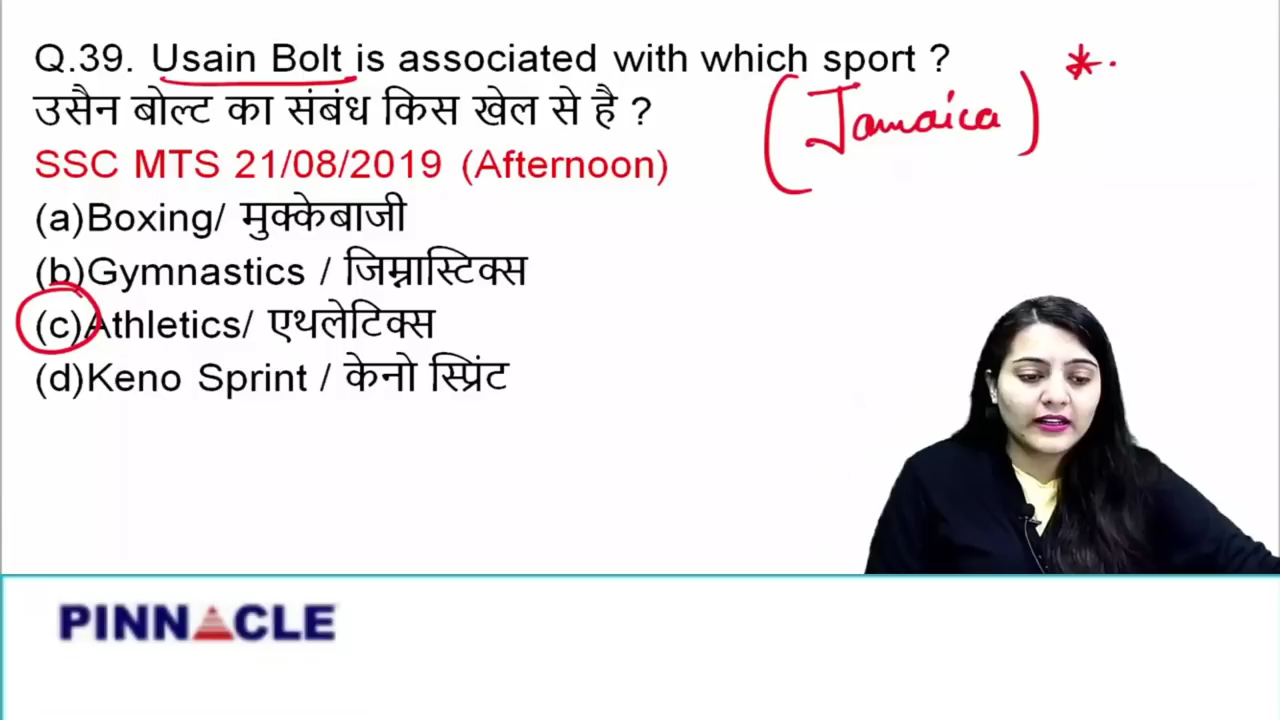 Q.39. Usain Bolt is associated with which sport ?
उसैन बोल्ट का संबंध किस खेल से है ?
(Jamaica) *.
SSC MTS 21/08/2019 (Afternoon)
(a)Boxing/ मुक्केबाजी
(b)Gymnastics / जिम्नास्टिक्स
(c)Athletics/ एथलेटिक्स
(d)Keno Sprint / केनो स्प्रिंट
PINNACLE